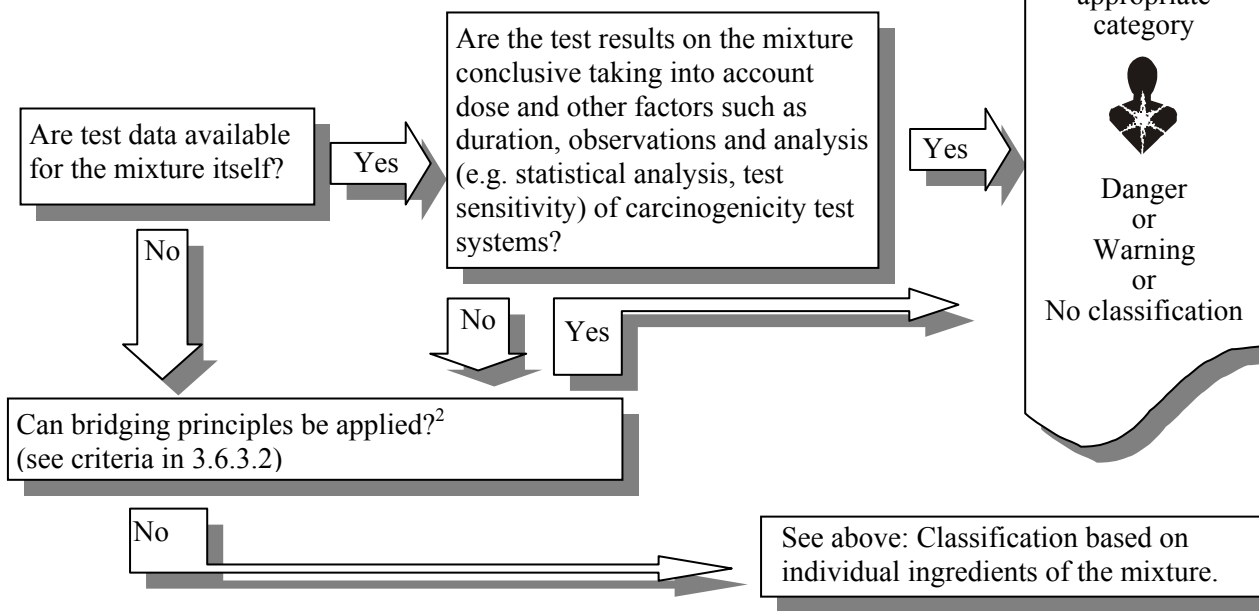 appropriate
category
Are the test results on the mixture
conclusive taking into account
dose and other factors such as
duration, observations and analysis
(e.g. statistical analysis, test
sensitivity) of carcinogenicity test
systems?
Are test data available
for the mixture itself?
Yes
Yes
Danger
or
Warning
or
No classification
No
No
Yes
Can bridging principles be applied?²
(see criteria in 3.6.3.2)
No
See above: Classification based on
individual ingredients of the mixture.